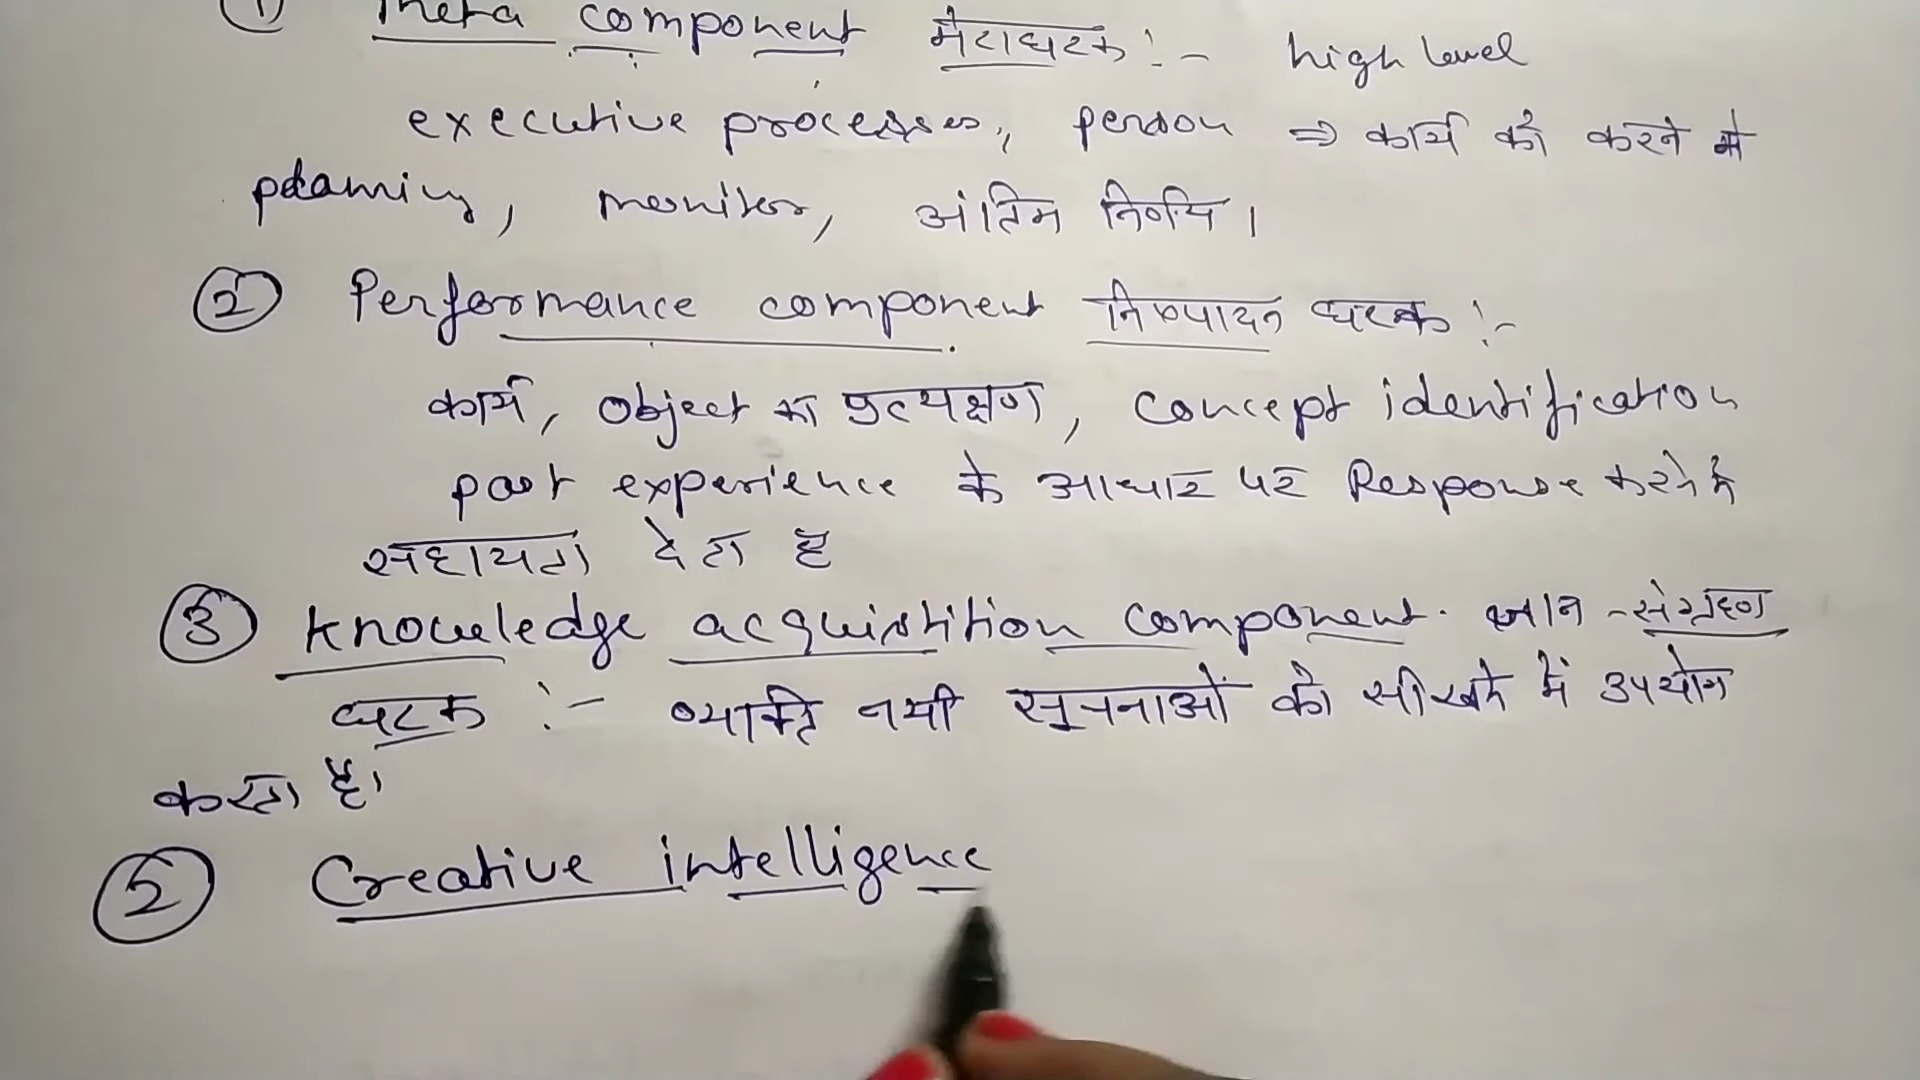 ① Meta component मेटाघटक :- high level
executive processes, person ⇒ कार्य को करने मे
planning, monitor, अंतिम निर्णय।
② Performance component निष्पादन घटक :-
कार्य, object का प्रत्यक्षण, concept identification
past experience के आधार पर Response करने मे
सहायता देता है
③ Knowledge acquistition component. ज्ञान -संग्रहण
घटक :- व्यक्ति नयी सूचनाओं को सीखने में उपयोग
करता है।
② Creative intelligence